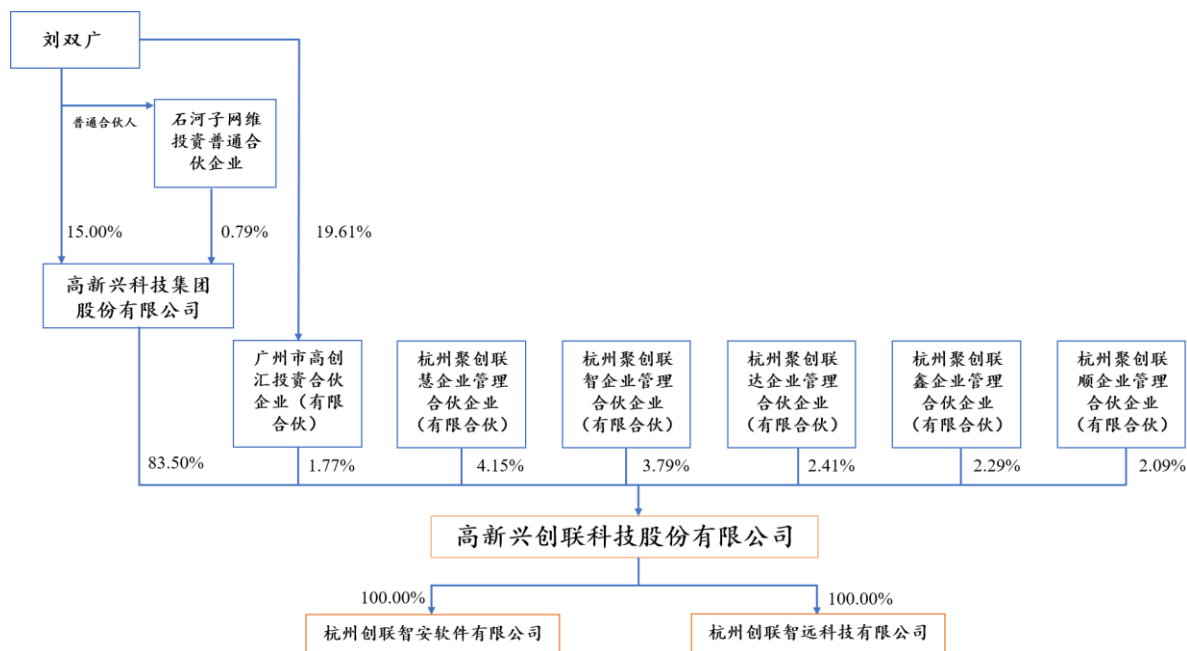 刘双广
普通合伙人
石河子网维
投资普通合
伙企业
15.00%
0.79%
19.61%
高新兴科技集团
股份有限公司
广州市高创
汇投资合伙
企业（有限
合伙）
杭州聚创联
慧企业管理
合伙企业
（有限合伙）
杭州聚创联
智企业管理
合伙企业
（有限合伙）
杭州聚创联
达企业管理
合伙企业
（有限合伙）
杭州聚创联
鑫企业管理
合伙企业
（有限合伙）
杭州聚创联
顺企业管理
合伙企业
（有限合伙）
83.50%
1.77%
4.15%
3.79%
2.41%
2.29%
2.09%
高新兴创联科技股份有限公司
100.00%
100.00%
杭州创联智安软件有限公司
杭州创联智远科技有限公司